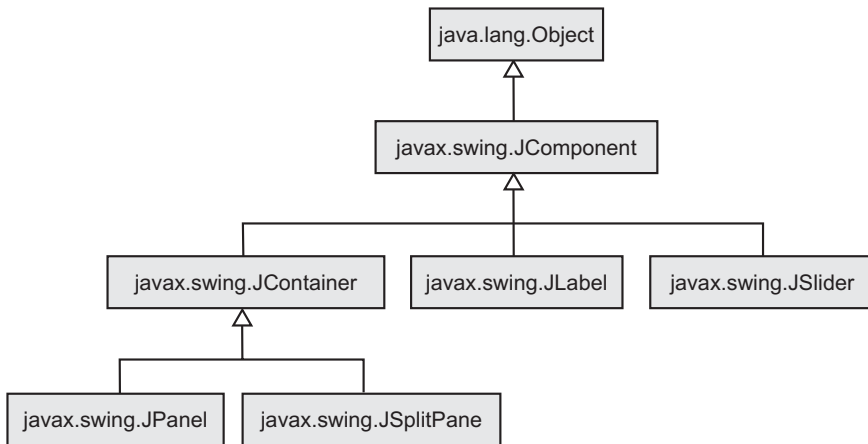 java.lang.Object
javax.swing.JComponent
javax.swing.JContainer
javax.swing.JLabel
javax.swing.JSlider
javax.swing.JPanel
javax.swing.JSplitPane